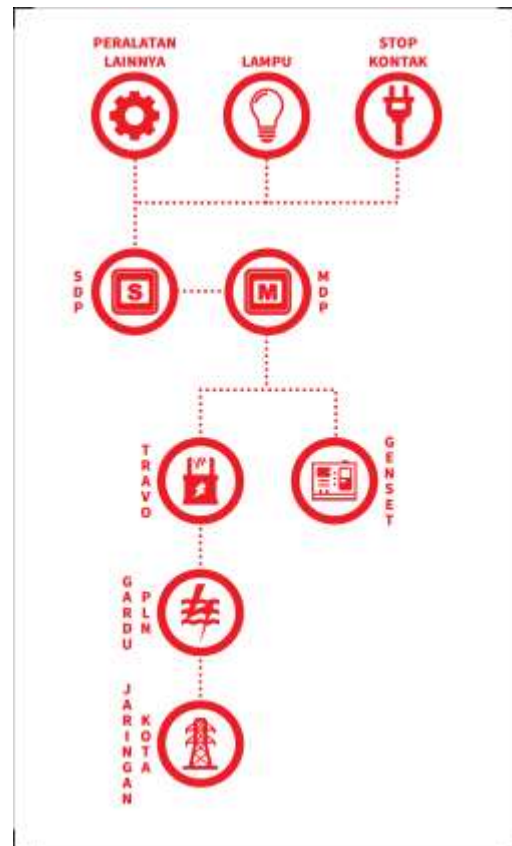 PERALATAN
LAINNYA
LAMPU
STOP
KONTAK
SDP
S
M
MDP
TRAVO
GENSET
GARDU
PLN
JARINGAN
KOTA